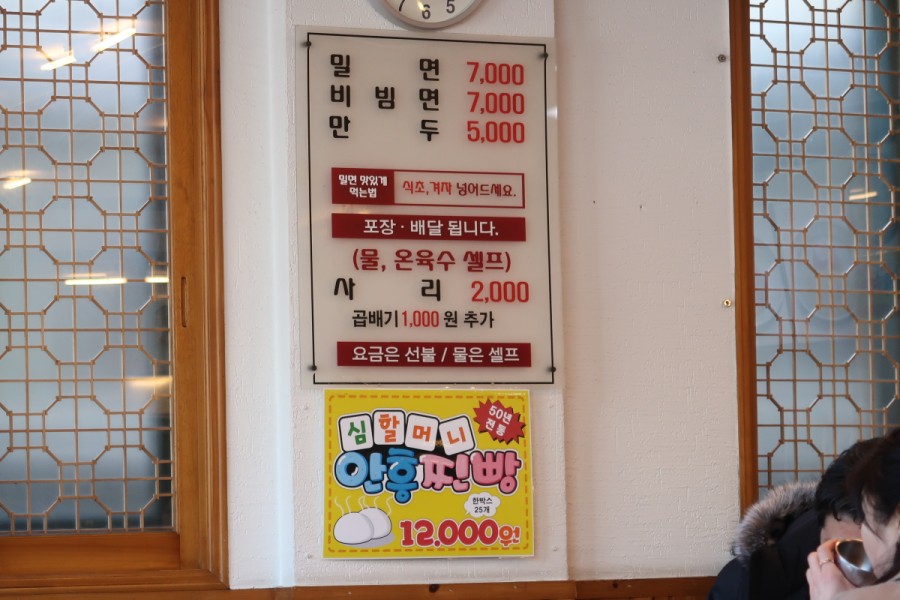 7 6 5
밀 면 7,000
비 빔 면 7,000
만 두 5,000
밀면 맛있게
먹는법
식초,겨자 넣어드세요.
포장 · 배달 됩니다.
(물, 온육수 셀프)
사 리 2,000
곱배기 1,000 원 추가
요금은 선불 / 물은 셀프
50년
전통
심할머니
안흥찐빵
한박스
25개
12.000원